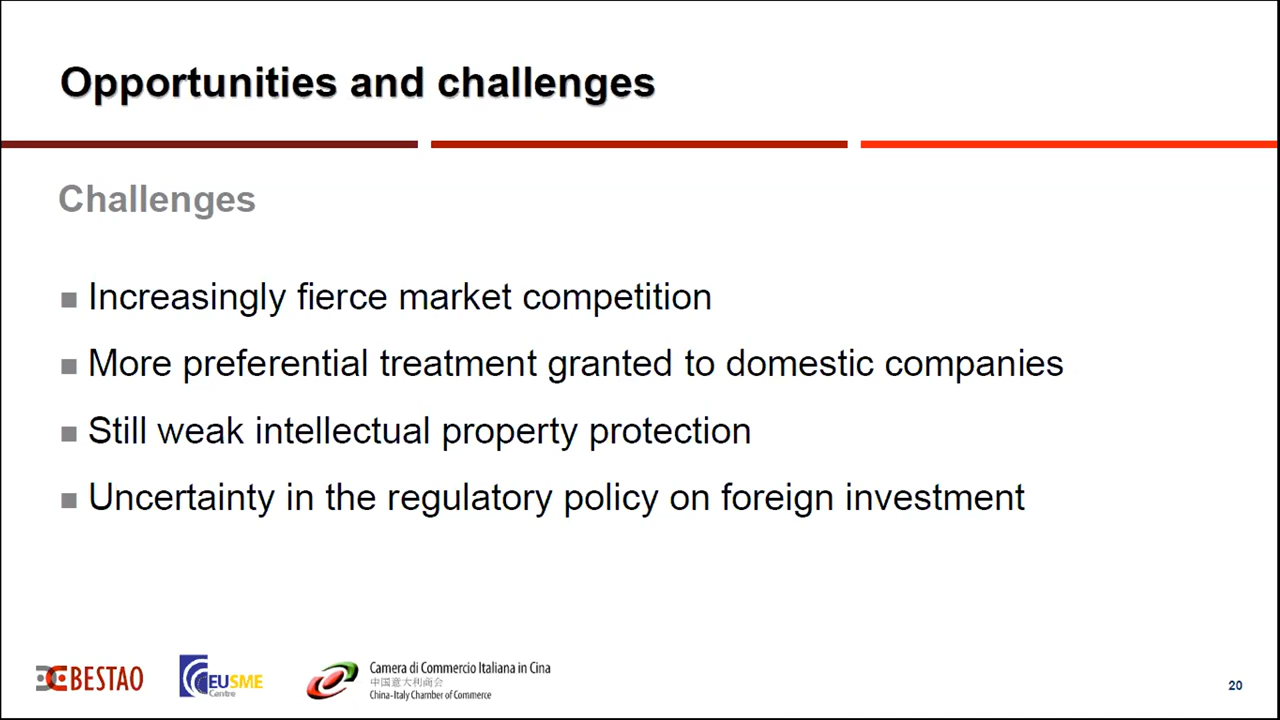 Opportunities and challenges
Challenges
Increasingly fierce market competition
More preferential treatment granted to domestic companies
Still weak intellectual property protection
Uncertainty in the regulatory policy on foreign investment
BESTAO
EUSME
Centre
Camera di Commercio Italiana in Cina
中国意大利商会
China-Italy Chamber of Commerce
20